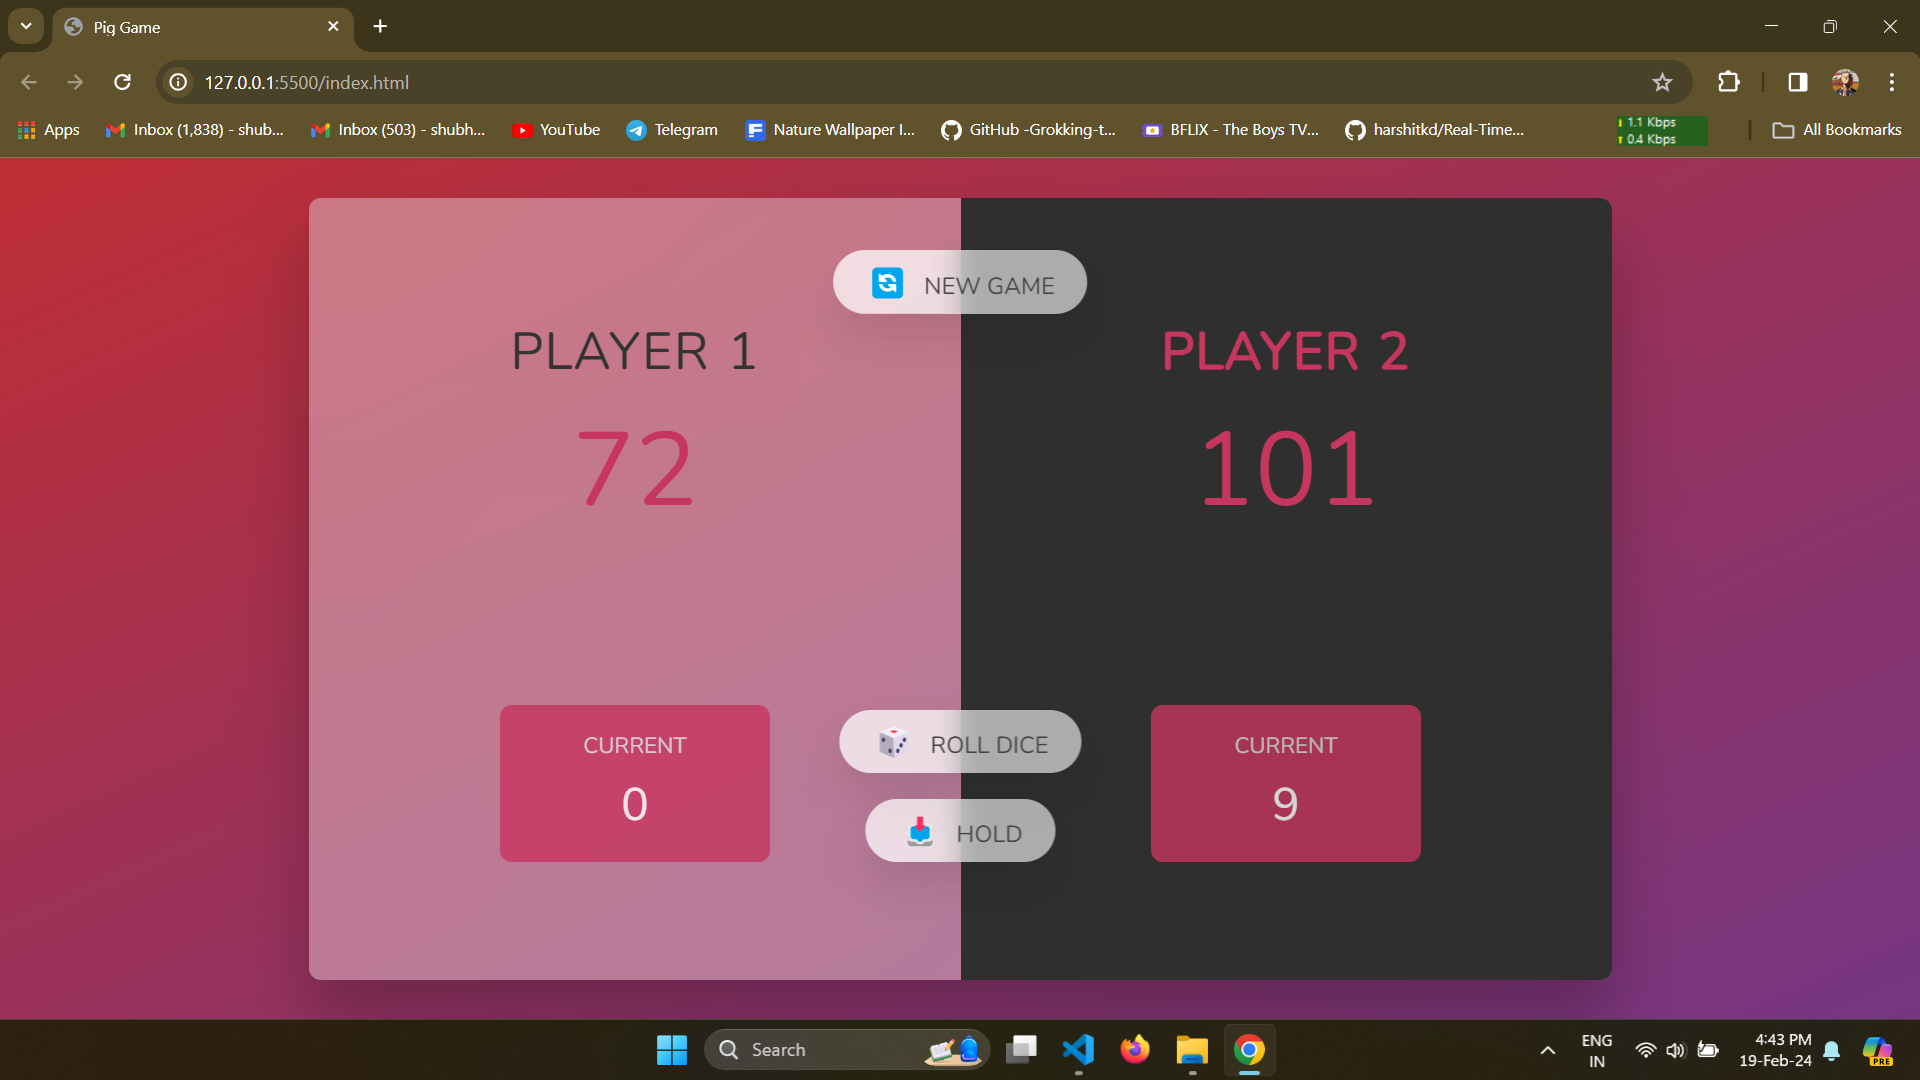 Pig Game
127.0.0.1:5500/index.html
Apps
Inbox (1,838) - shub...
Inbox (503) - shubh...
YouTube
Telegram
Nature Wallpaper I...
GitHub -Grokking-t...
BFLIX - The Boys TV...
harshitkd/Real-Time...
1.1 Kbps
0.4 Kbps
All Bookmarks
NEW GAME
PLAYER 1
PLAYER 2
72
101
CURRENT
0
ROLL DICE
HOLD
CURRENT
9
Search
ENG
IN
4:43 PM
19-Feb-24
PRE